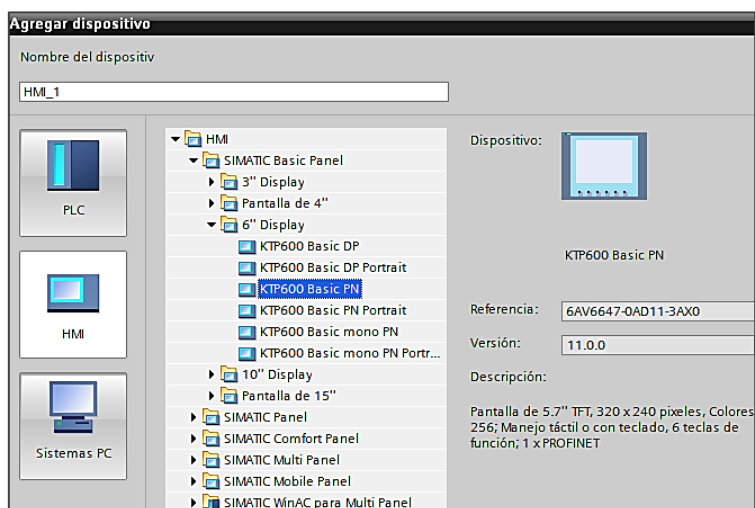 Agregar dispositivo
Nombre del dispositiv
HMI_1
PLC
HMI
Sistemas PC
HMI
SIMATIC Basic Panel
3'' Display
Pantalla de 4''
6'' Display
KTP600 Basic DP
KTP600 Basic DP Portrait
KTP600 Basic PN
KTP600 Basic PN Portrait
KTP600 Basic mono PN
KTP600 Basic mono PN Portr...
10'' Display
Pantalla de 15''
SIMATIC Panel
SIMATIC Comfort Panel
SIMATIC Multi Panel
SIMATIC Mobile Panel
SIMATIC WinAC para Multi Panel
Dispositivo:
KTP600 Basic PN
Referencia: 6AV6647-0AD11-3AX0
Versión: 11.0.0
Descripción:
Pantalla de 5.7'' TFT, 320 x 240 pixeles, Colores
256; Manejo táctil o con teclado, 6 teclas de
función; 1 x PROFINET